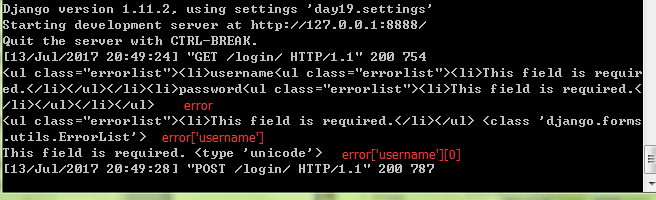 Django version 1.11.2, using settings 'day19.settings'
Starting development server at http://127.0.0.1:8888/
Quit the server with CTRL-BREAK.
[13/Jul/2017 20:49:24] "GET /login/ HTTP/1.1" 200 754
<ul class="errorlist"><li>username<ul class="errorlist"><li>This field is requir
ed.</li></ul></li><li>password<ul class="errorlist"><li>This field is required.<
/li></ul></li></ul> error
<ul class="errorlist"><li>This field is required.</li></ul> <class 'django.forms
.utils.ErrorList'> error['username']
This field is required. <type 'unicode'> error['username'][0]
[13/Jul/2017 20:49:28] "POST /login/ HTTP/1.1" 200 787